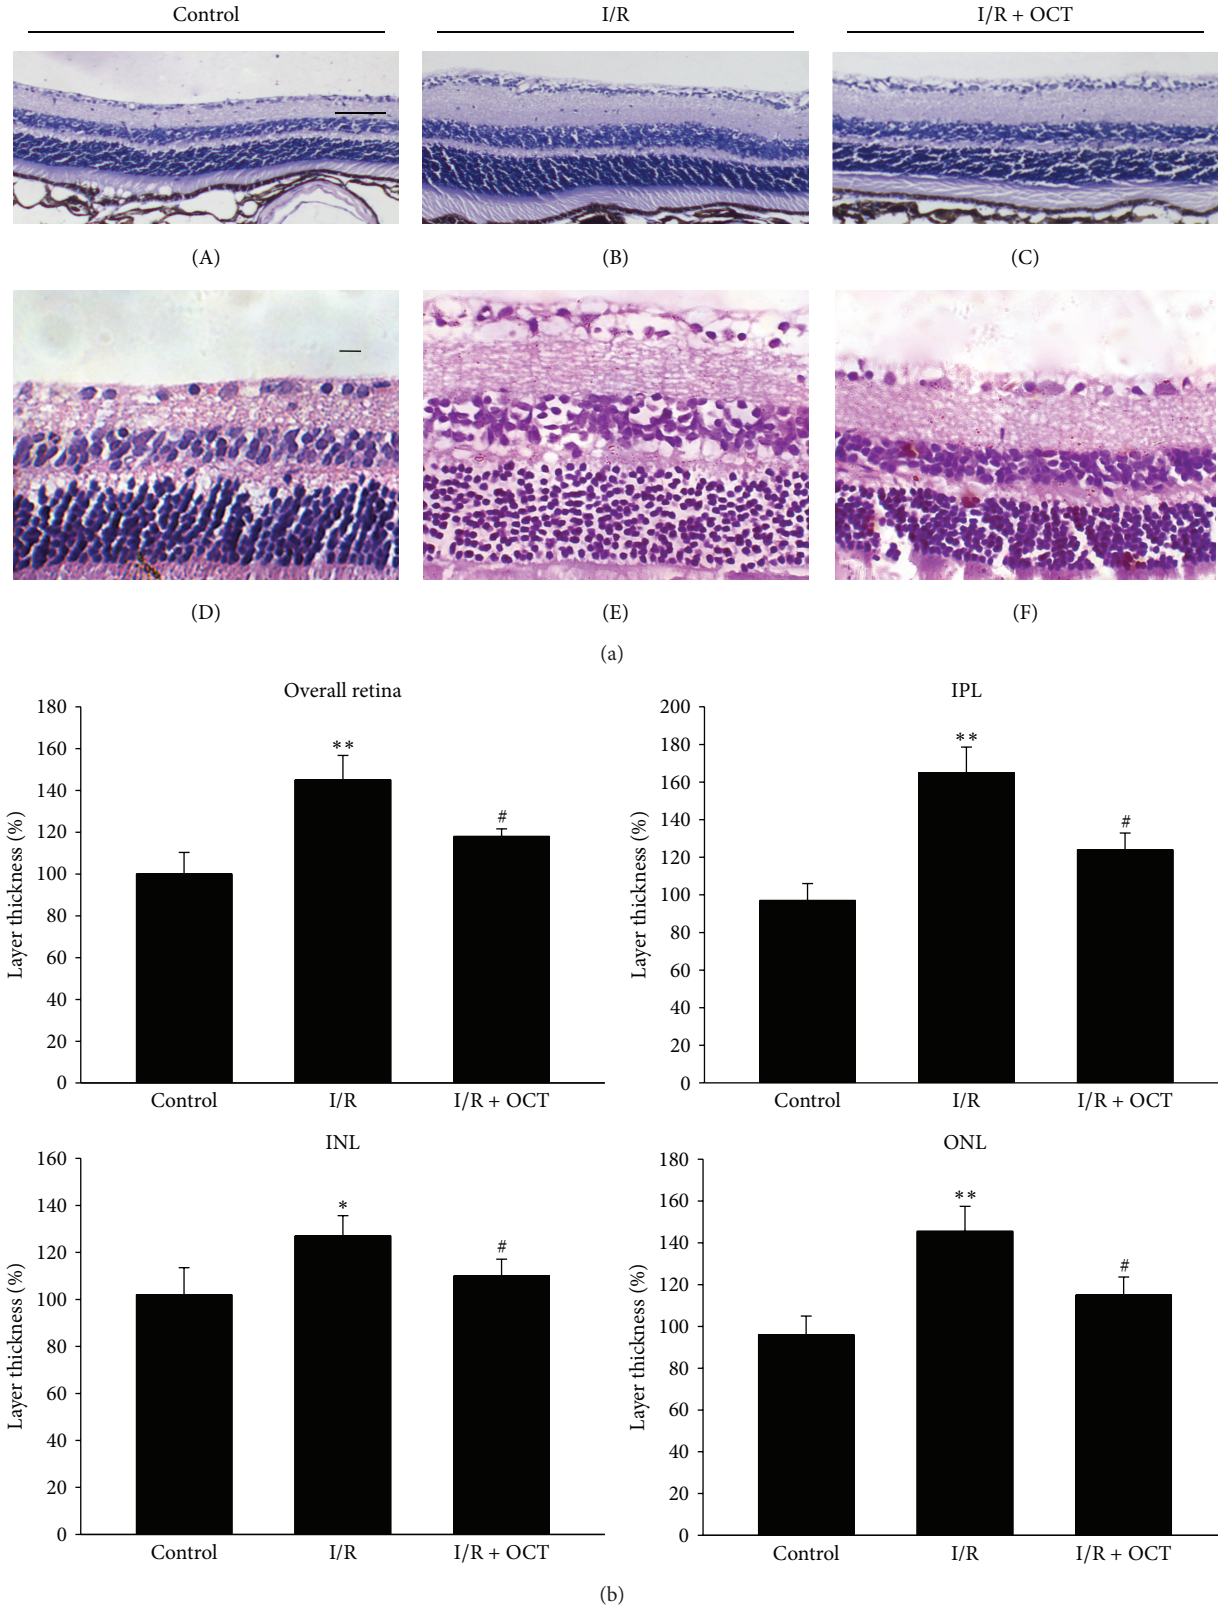 Control
I/R
I/R + OCT
(A)
(B)
(C)
(D)
(E)
(F)
(a)
Overall retina
Layer thickness (%)
180
160
140
120
100
80
60
40
20
0
**
#
Control
I/R
I/R + OCT
IPL
Layer thickness (%)
200
180
160
140
120
100
80
60
40
20
0
**
#
Control
I/R
I/R + OCT
INL
Layer thickness (%)
160
140
120
100
80
60
40
20
0
*
#
Control
I/R
I/R + OCT
ONL
Layer thickness (%)
180
160
140
120
100
80
60
40
20
0
**
#
Control
I/R
I/R + OCT
(b)